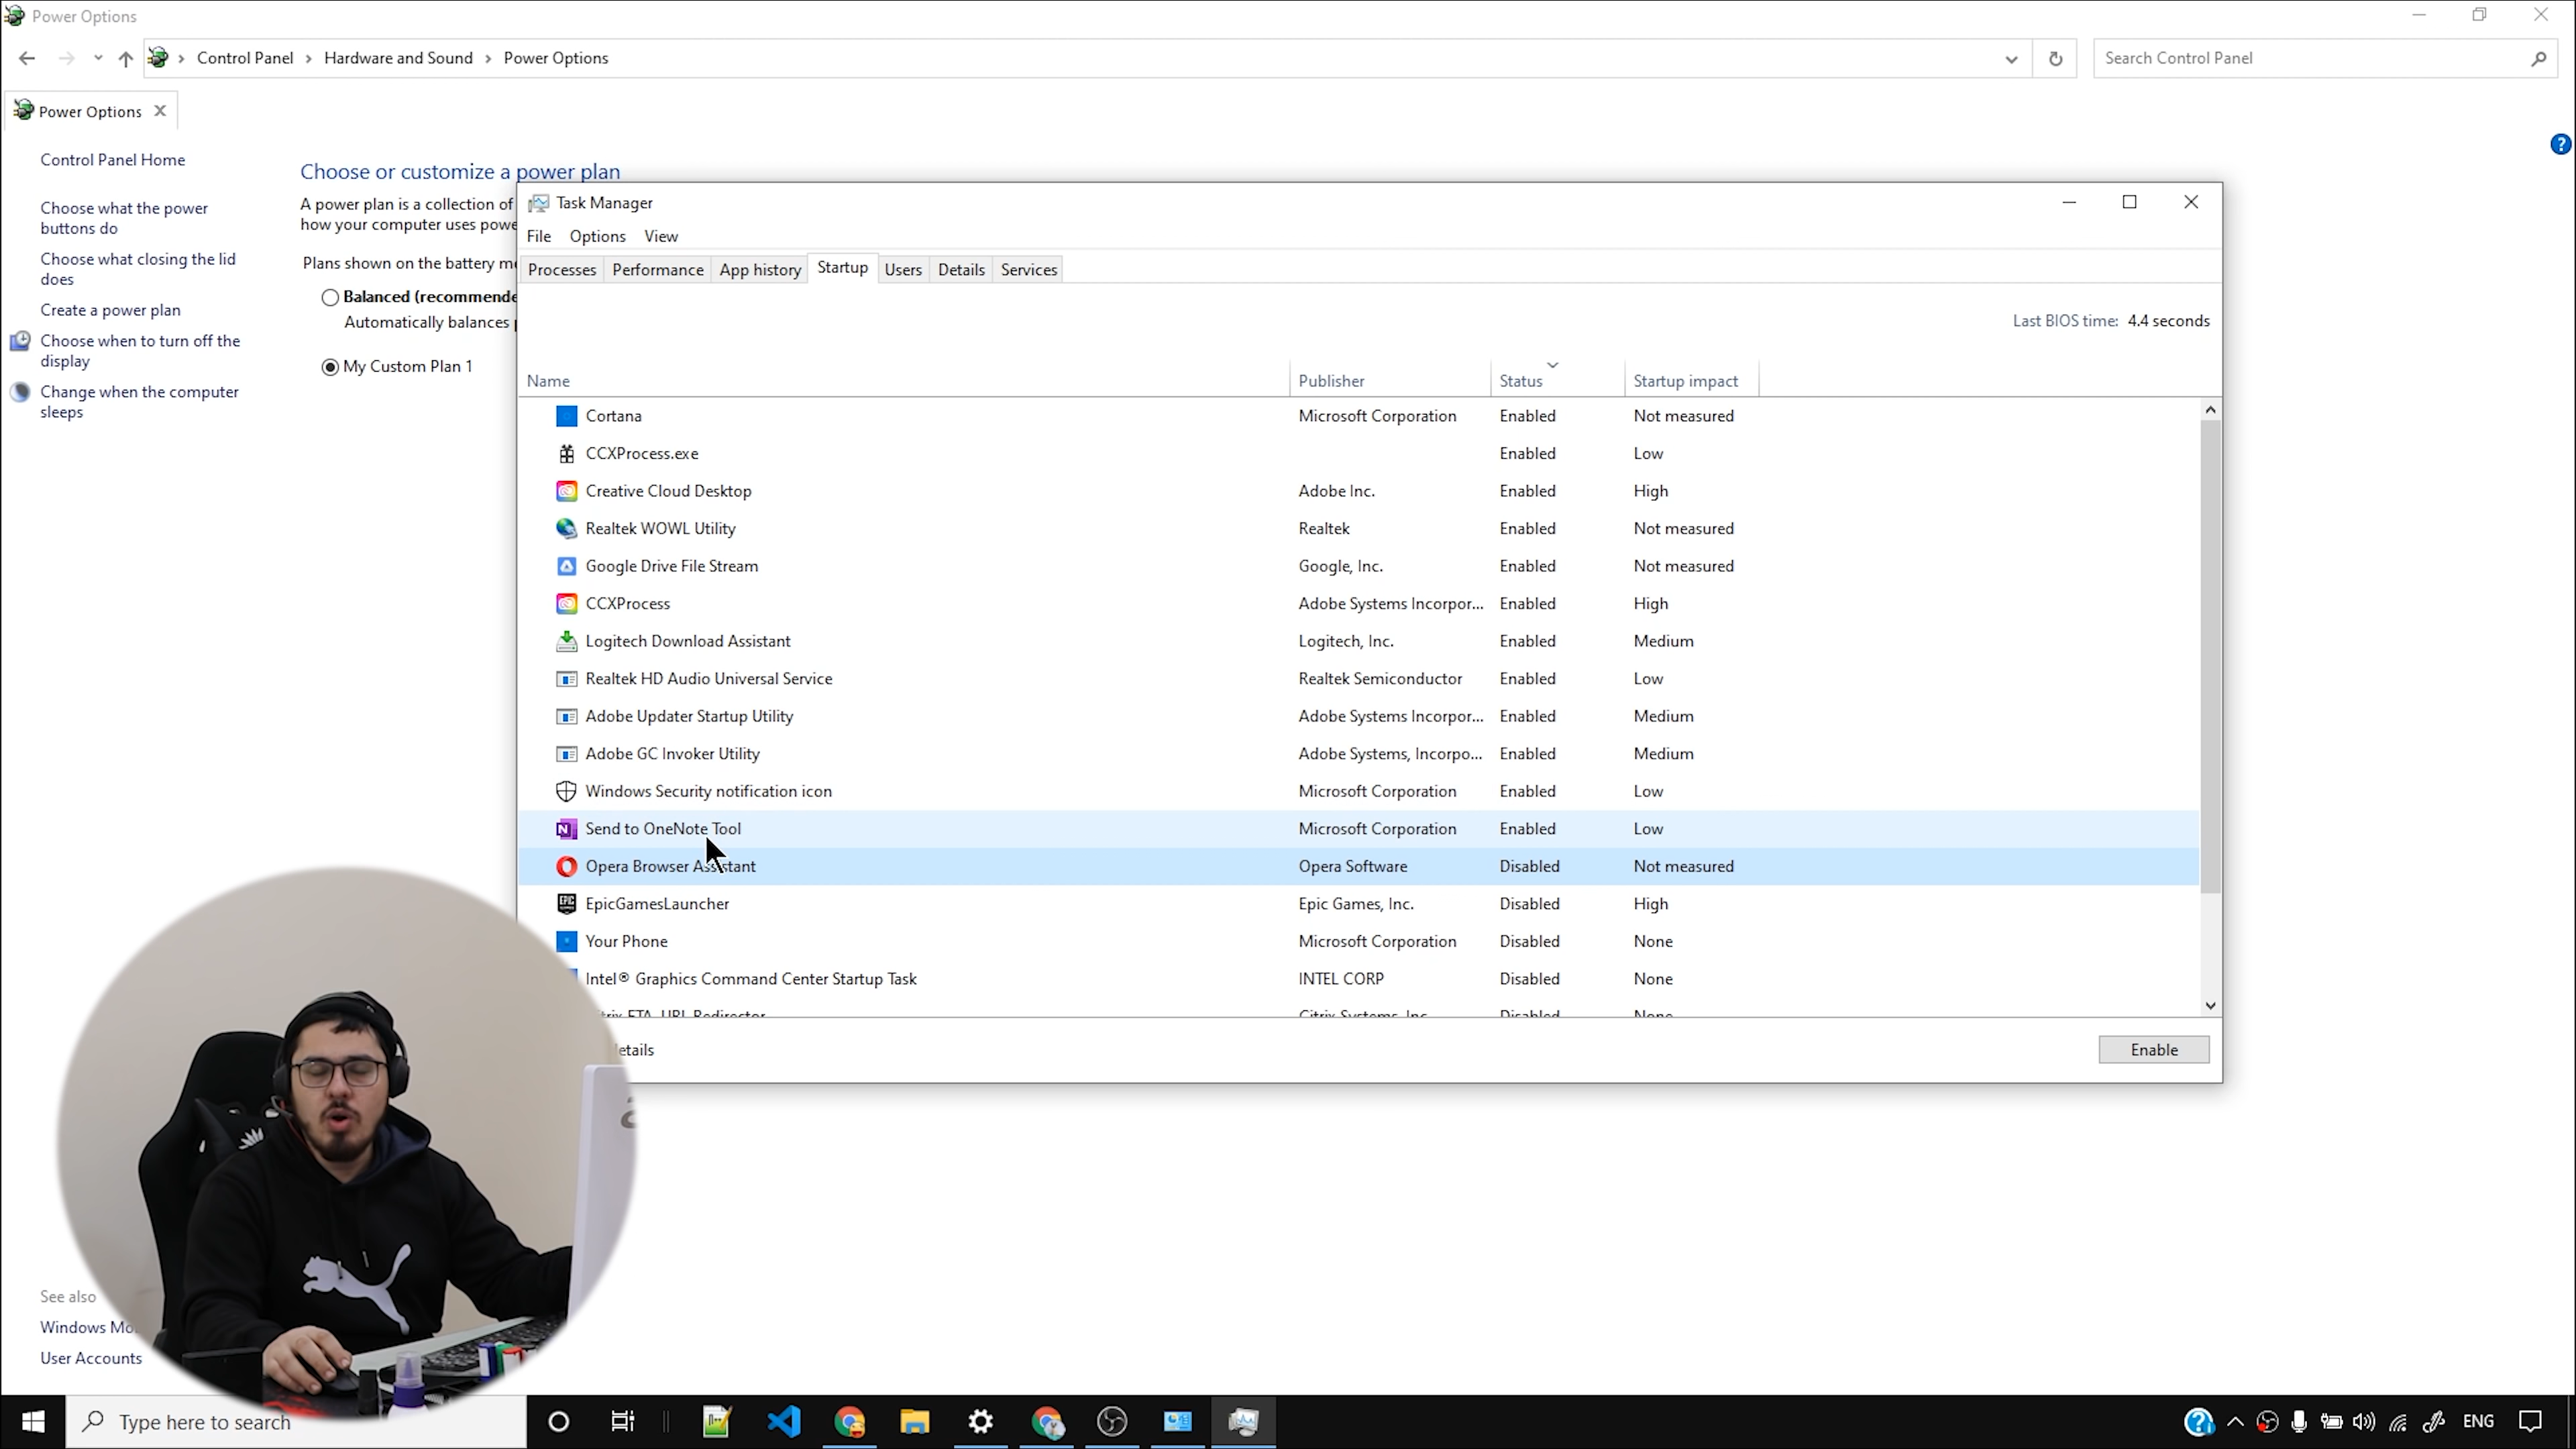 Power Options
Control Panel > Hardware and Sound > Power Options
Search Control Panel
Power Options
Control Panel Home
Choose what the power
buttons do
Choose what closing the lid
does
Create a power plan
Choose when to turn off the
display
Change when the computer
sleeps
Choose or customize a power plan
A power plan is a collection of
how your computer uses
Plans shown on the battery
Balanced
Automatically balances
My Custom Plan 1
Task Manager
File Options View
Processes Performance App history Startup Users Details Services
Last BIOS time: 4.4 seconds
Name Publisher Status Startup impact
Cortana Microsoft Corporation Enabled Not measured
CCXProcess.exe Enabled Low
Creative Cloud Desktop Adobe Inc. Enabled High
Realtek WOWL Utility Realtek Enabled Not measured
Google Drive File Stream Google, Inc. Enabled Not measured
CCXProcess Adobe Systems Incorpor... Enabled High
Logitech Download Assistant Logitech, Inc. Enabled Medium
Realtek HD Audio Universal Service Realtek Semiconductor Enabled Low
Adobe Updater Startup Utility Adobe Systems Incorpor... Enabled Medium
Adobe GC Invoker Utility Adobe Systems, Incorpo... Enabled Medium
Windows Security notification icon Microsoft Corporation Enabled Low
Send to OneNote Tool Microsoft Corporation Enabled Low
Opera Browser Assistant Opera Software Disabled Not measured
EpicGamesLauncher Epic Games, Inc. Disabled High
Your Phone Microsoft Corporation Disabled None
Intel® Graphics Command Center Startup Task INTEL CORP Disabled None
URL Redirector Citrix Systems, Inc. Disabled None
Enable
See also
Windows
User Accounts
Type here to search
ENG